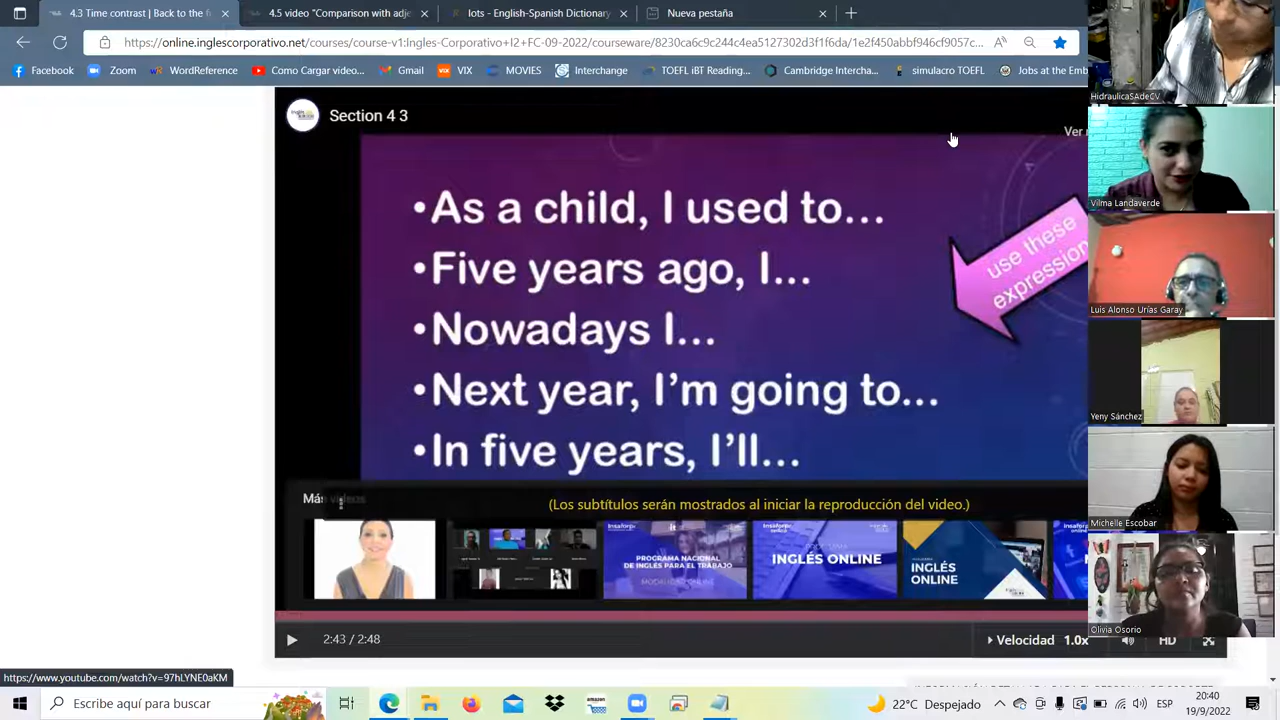 4.3 Time contrast | Back to the f
4.5 video "Comparison with adje
lots - English-Spanish Dictionary
Nueva pestaña
https://online.inglescorporativo.net/courses/course-v1:Ingles-Corporativo+I2+FC-09-2022/courseware/8230ca6c9c244c4ea5127302d3f1f6da/1e2f450abbf946cf9057c...
Facebook
Zoom
WordReference
Como Cargar vídeo...
Gmail
VIX
MOVIES
Interchange
TOEFL iBT Reading...
Cambridge Intercha...
simulacro TOEFL
Jobs at the Emb
HidraulicaSAdeCV
Section 4 3
Ver
•As a child, I used to...
•Five years ago, I...
•Nowadays I...
•Next year, I'm going to...
•In five years, I'll...
use these
expression
Vilma Landaverde
Luis Alonso Urías Garay
Yeny Sánchez
Michelle Escobar
Olivia Osorio
Más videos
(Los subtítulos serán mostrados al iniciar la reproducción del video.)
PROGRAMA NACIONAL
DE INGLÉS PARA EL TRABAJO
MODALIDAD ONLINE
INGLÉS ONLINE
INGLÉS
ONLINE
2:43 / 2:48
Velocidad 1.0x
HD
https://www.youtube.com/watch?v=97hLYNE0aKM
Escribe aquí para buscar
22°C Despejado
ESP
20:40
19/9/2022